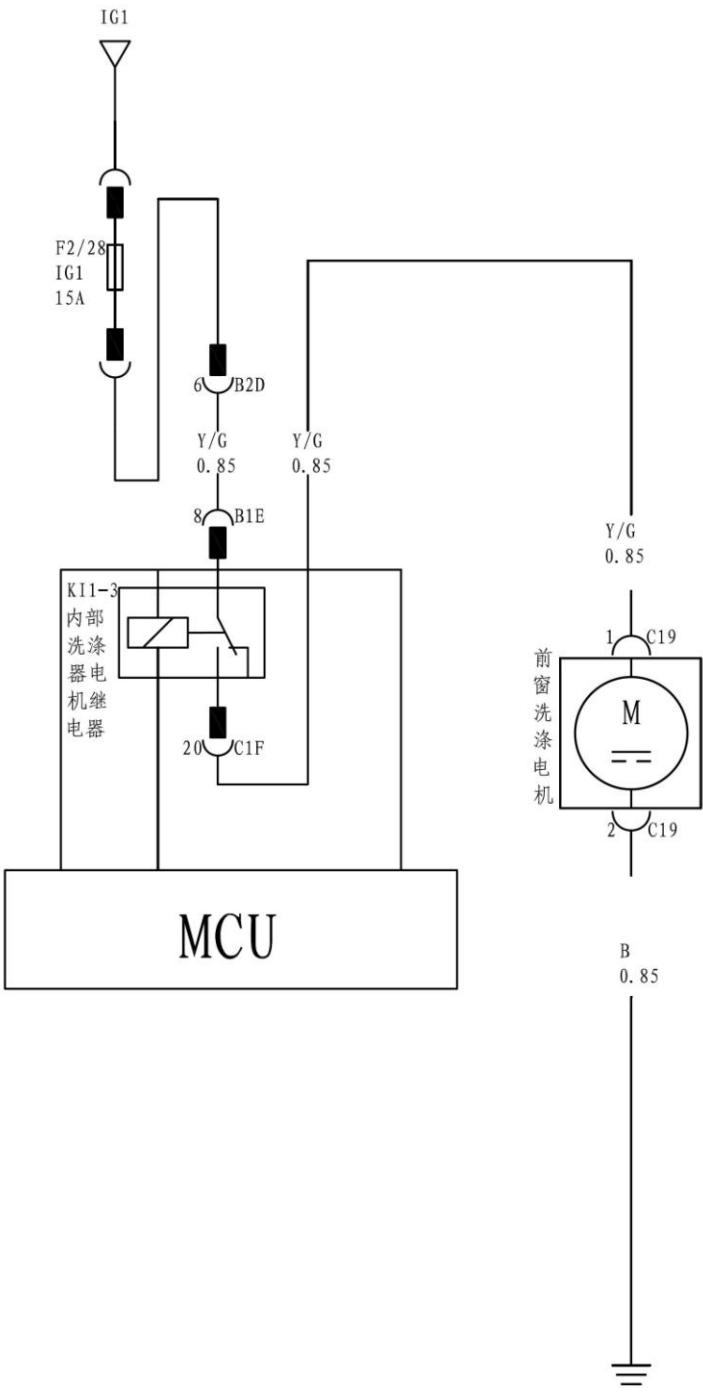 IG1
F2/28
IG1
15A
6 B2D
Y/G
0.85
Y/G
0.85
8 B1E
Y/G
0.85
KI1-3
内部
洗涤
器电
机继
电器
1 C19
前窗洗涤电机
M
20 C1F
2 C19
MCU
B
0.85